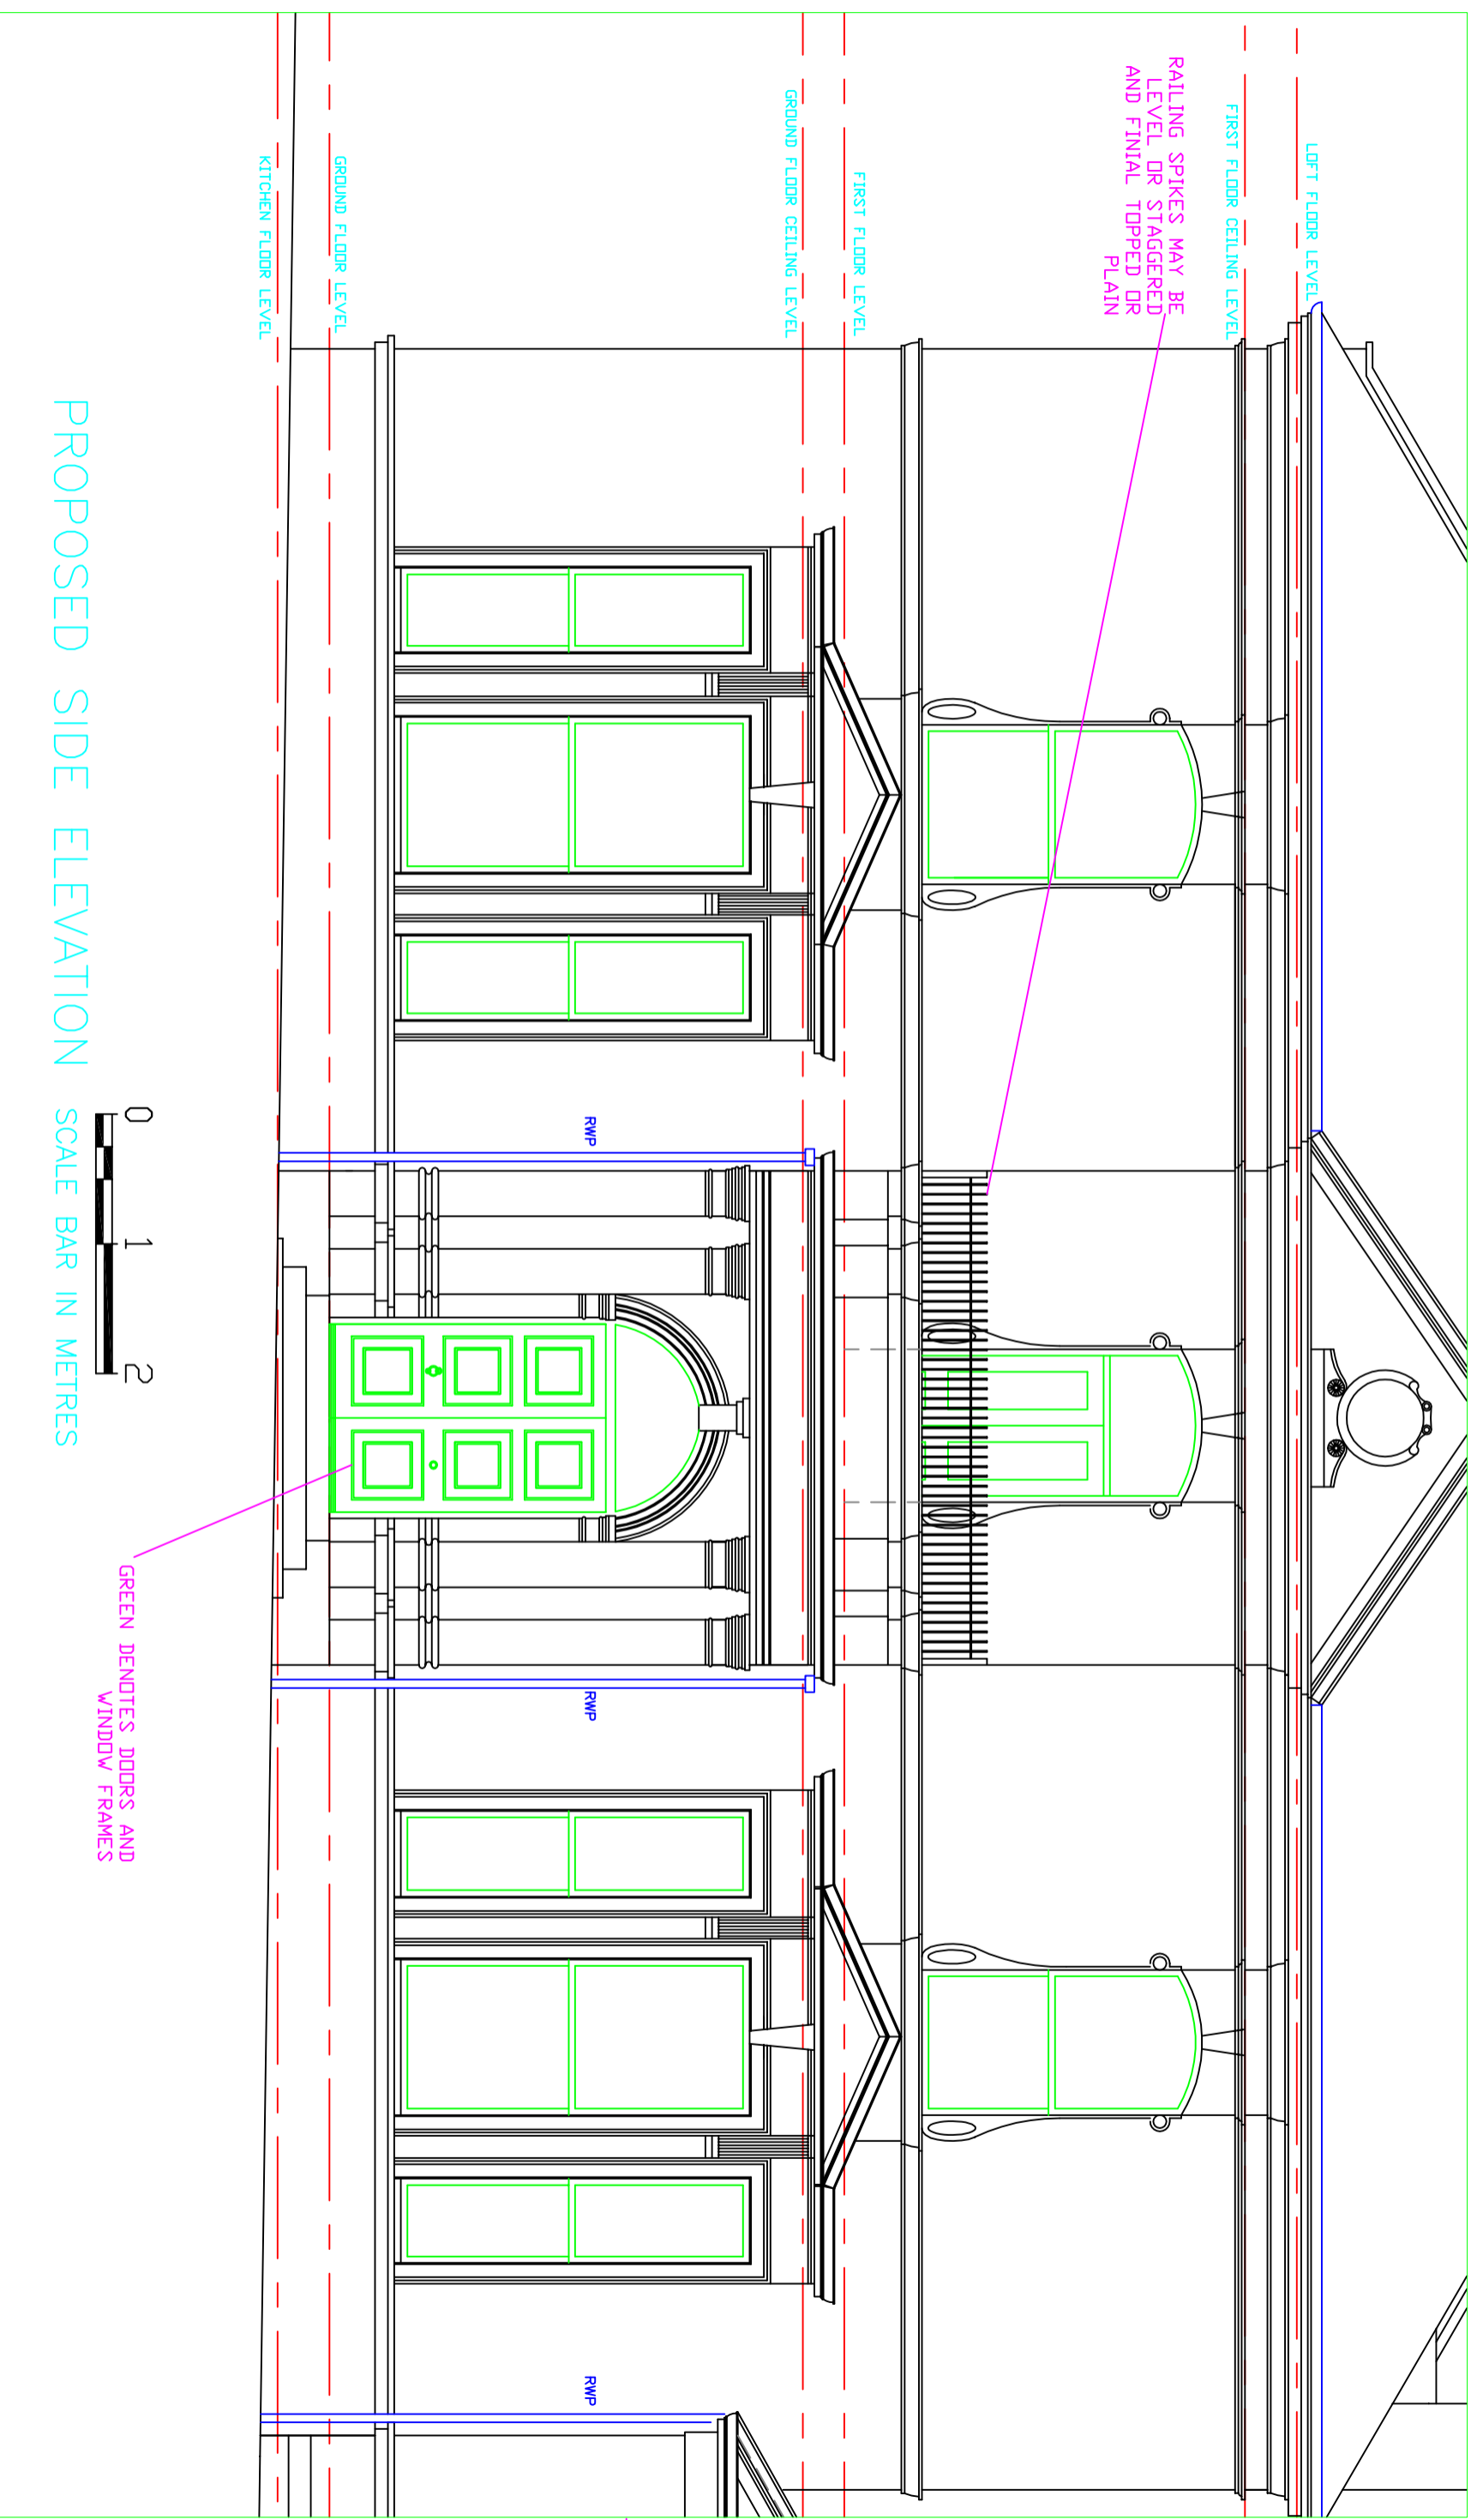 LOFT FLOOR LEVEL
FIRST FLOOR CEILING LEVEL
RAILING SPIKES MAY BE
LEVEL OR STAGGERED
AND FINIAL TOPPED OR
PLAIN
FIRST FLOOR LEVEL
GROUND FLOOR CEILING LEVEL
RWP
RWP
RWP
GROUND FLOOR LEVEL
KITCHEN FLOOR LEVEL
GREEN DENOTES DOORS AND
WINDOW FRAMES
0 1 2
PROPOSED SIDE ELEVATION SCALE BAR IN METRES